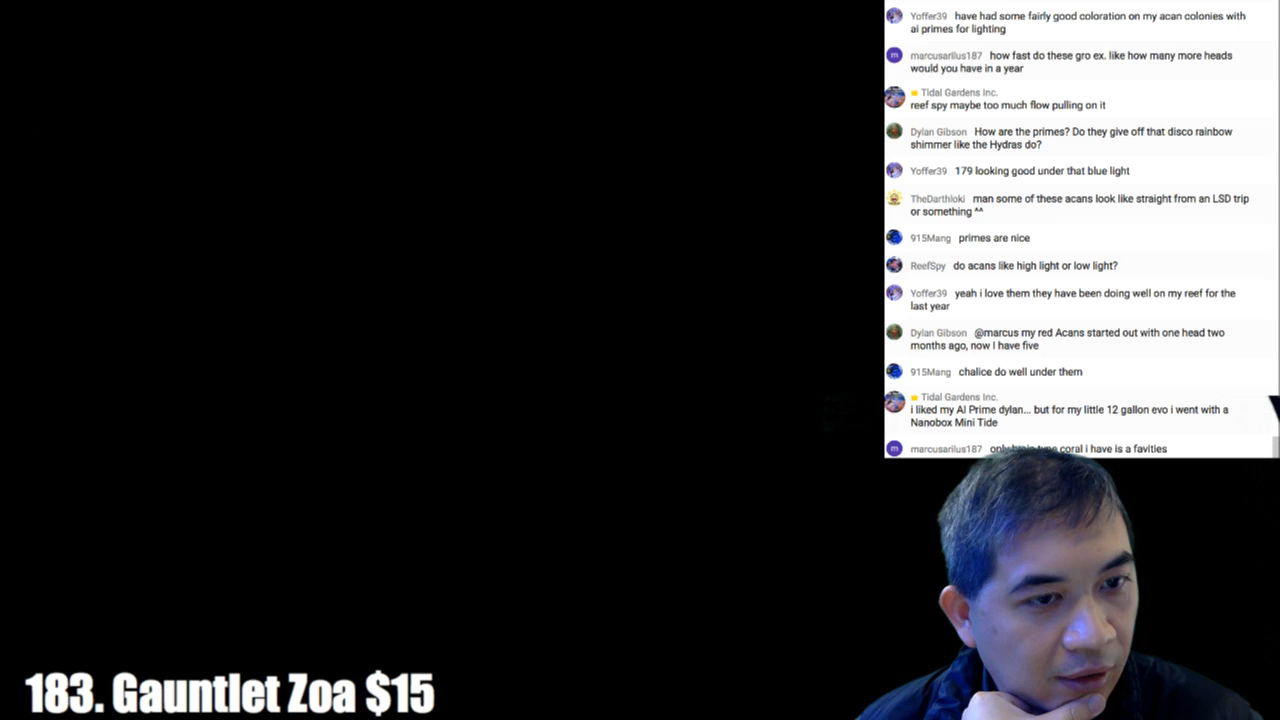 Yoffer39 have had some fairly good coloration on my acan colonies with
ai primes for lighting
m marcusarilus187 how fast do these gro ex. like how many more heads
would you have in a year
Tidal Gardens Inc.
reef spy maybe too much flow pulling on it
Dylan Gibson How are the primes? Do they give off that disco rainbow
shimmer like the Hydras do?
Yoffer39 179 looking good under that blue light
TheDarthloki man some of these acans look like straight from an LSD trip
or something ^^
915Mang primes are nice
ReefSpy do acans like high light or low light?
Yoffer39 yeah i love them they have been doing well on my reef for the
last year
Dylan Gibson @marcus my red Acans started out with one head two
months ago, now I have five
915Mang chalice do well under them
Tidal Gardens Inc.
i liked my AI Prime dylan... but for my little 12 gallon evo i went with a
Nanobox Mini Tide
m marcusarilus187 only coral i have is a favities
183. Gauntlet Zoa $15